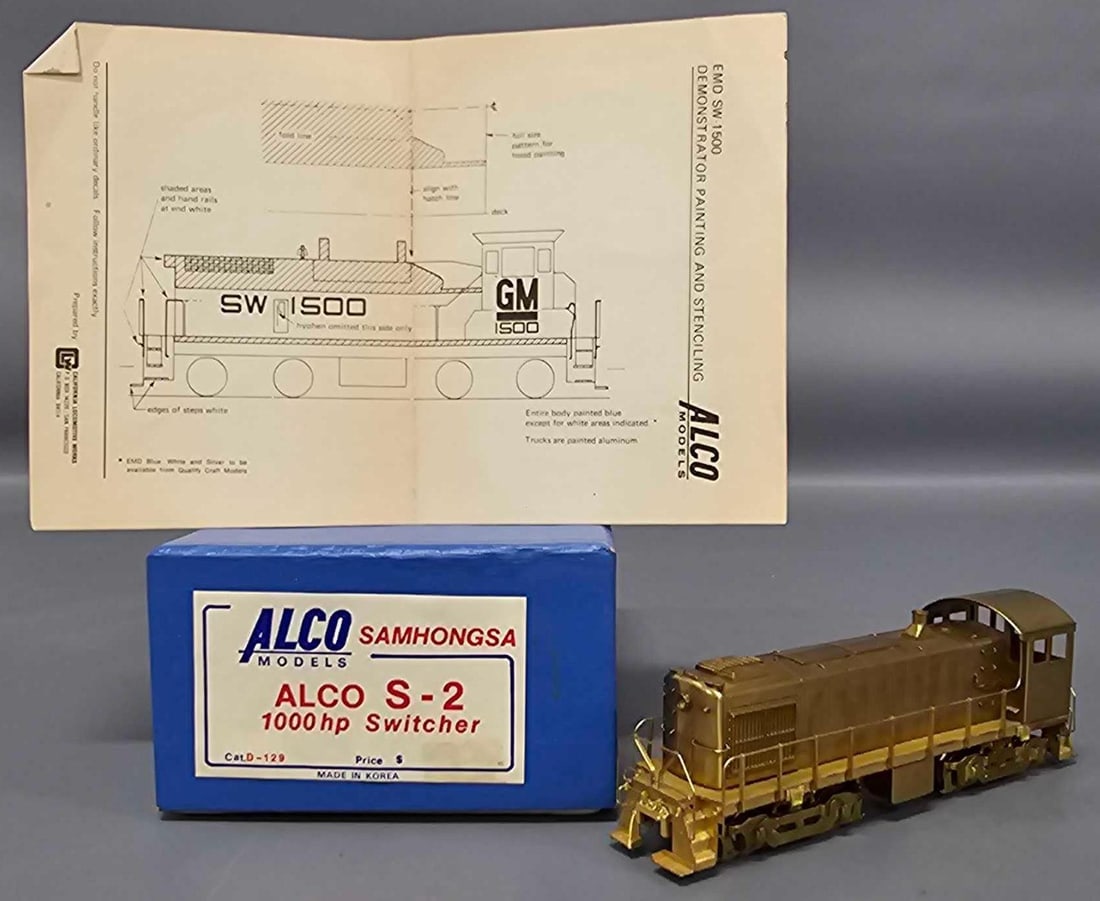 EMD SW-1500
DEMONSTRATOR PAINTING AND STENCILING
ALCO
MODELS
fold line
full size
pattern for
hood painting
align with
hatch line
deck
shaded areas
and hand rails
at end white
SW 1500
hyphen omitted this side only
GM
1500
edges of steps white
Entire body painted blue
except for white areas indicated. *
Trucks are painted aluminum.
* EMD Blue, White and Silver to be
available from Quality Craft Models
Do not handle like ordinary decals Follow instructions exactly
Prepared by
CALIFORNIA LOCOMOTIVE WORKS
ALCO
MODELS
SAMHONGSA
ALCO S-2
1000hp Switcher
Cat.D-129 Price $
MADE IN KOREA